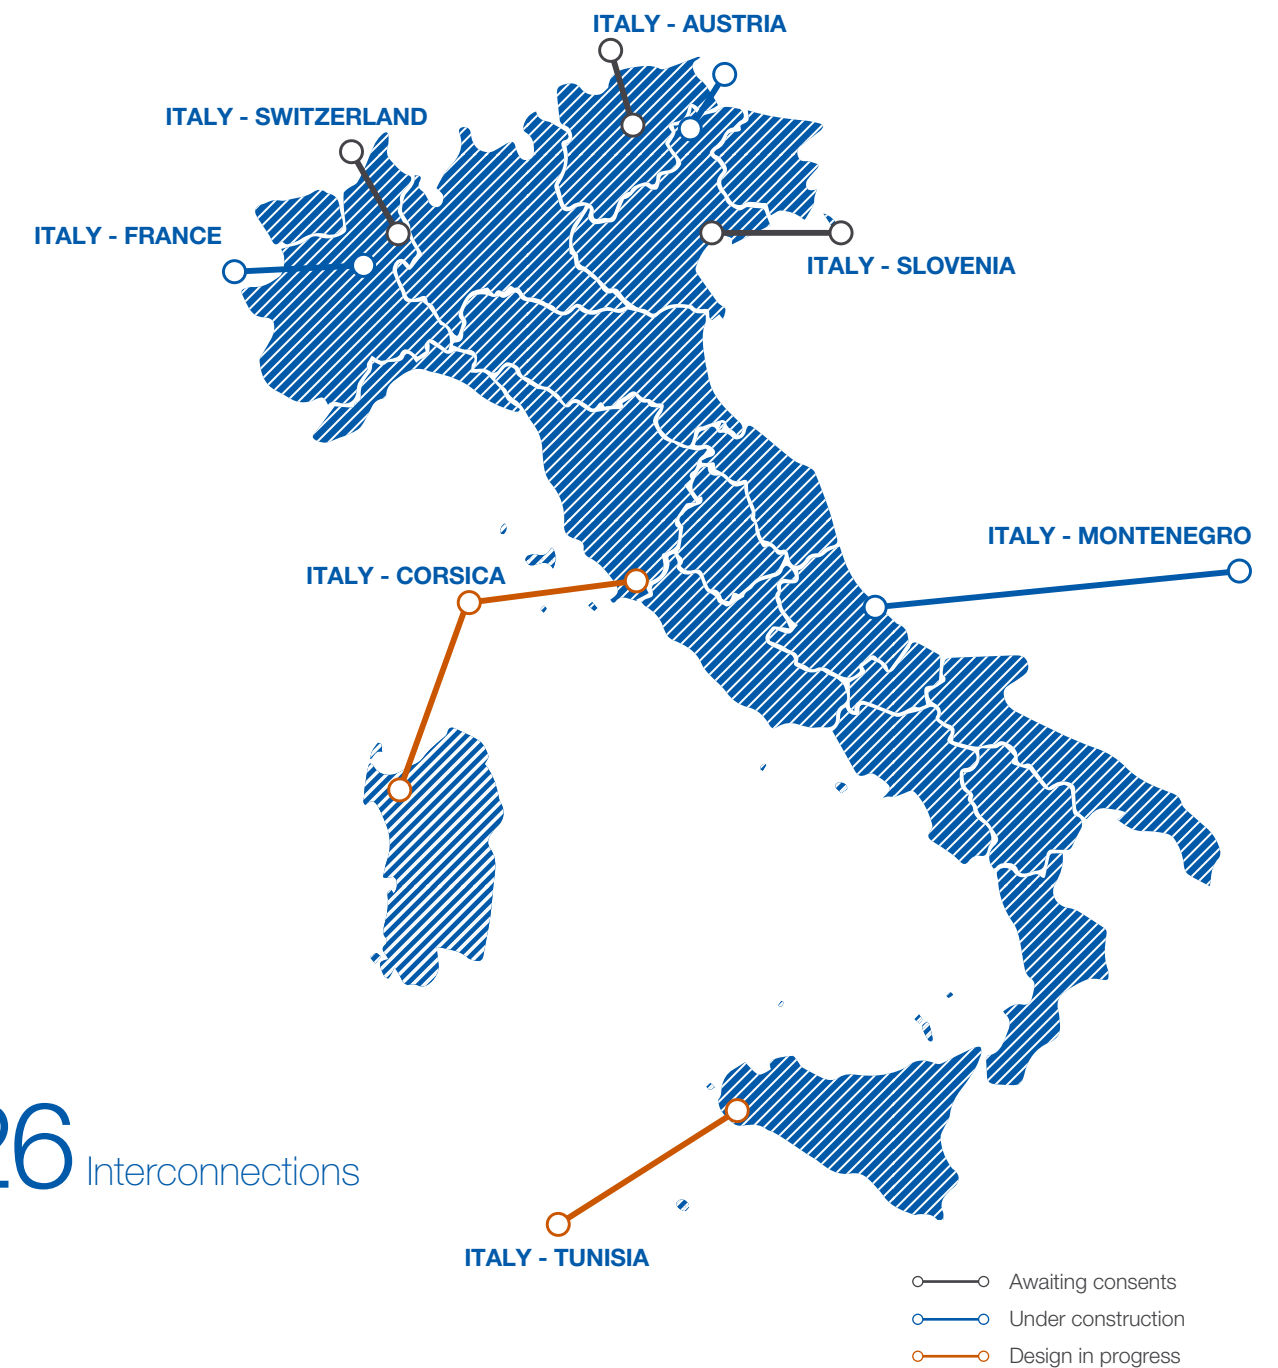 ITALY - AUSTRIA
ITALY - SWITZERLAND
ITALY - FRANCE
ITALY - SLOVENIA
ITALY - MONTENEGRO
ITALY - CORSICA
26 Interconnections
ITALY - TUNISIA
Awaiting consents
Under construction
Design in progress